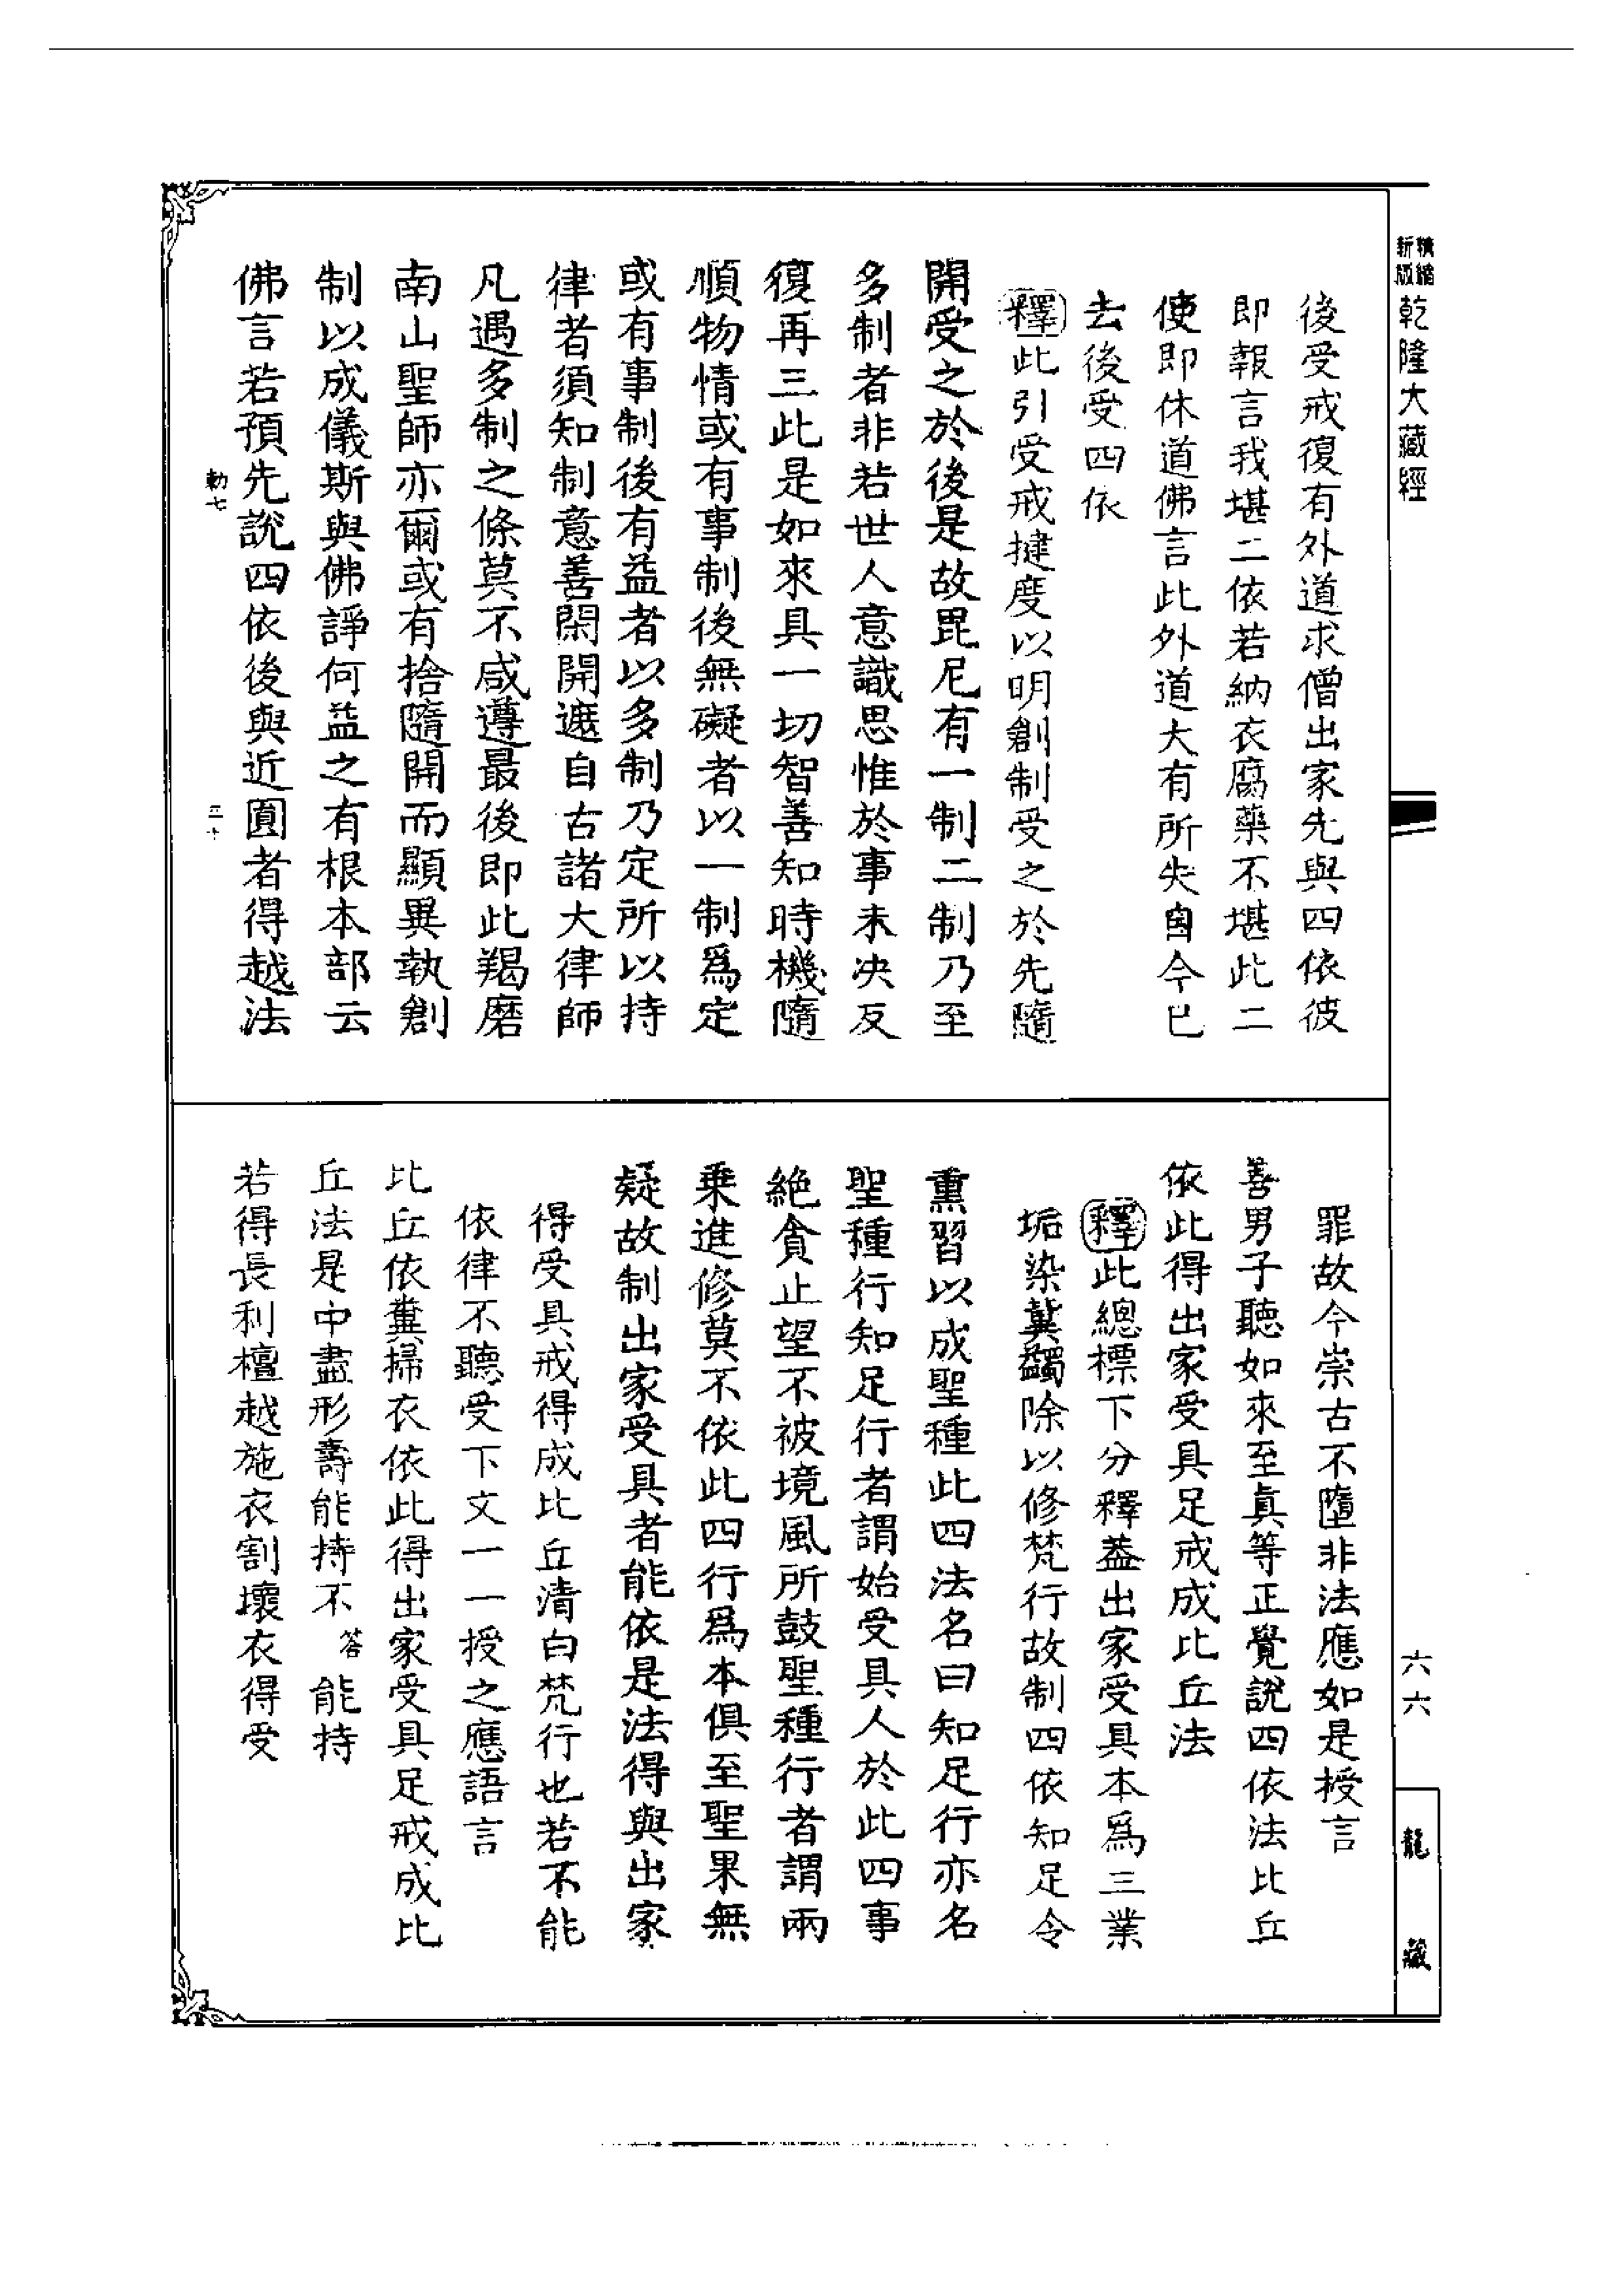 精縮
新版
乾隆大藏經
後受戒復有外道求僧出家先與四依彼
即報言我堪二依若納衣腐藥不堪此二
使即休道佛言此外道大有所失自今已
去後受四依
釋此引受戒揵度以明創制受之於先隨
開受之於後是故毘尼有一制二制乃至
多制者非若世人意識思惟於事未決反
復再三此是如來具一切智善知時機隨
順物情或有事制後無礙者以一制爲定
或有事制後有益者以多制乃定所以持
律者須知制意善閑開遮自古諸大律師
凡遇多制之條莫不咸遵最後即此羯磨
南山聖師亦爾或有捨隨開而顯異執創
制以成儀斯與佛諍何益之有根本部云
佛言若預先說四依後與近圓者得越法
勅七
罪故今崇古不墮非法應如是授言
善男子聽如來至眞等正覺說四依法比丘
依此得出家受具足戒成比丘法
釋此總標下分釋葢出家受具本爲三業
垢染冀蠲除以修梵行故制四依知足令
熏習以成聖種此四法名曰知足行亦名
聖種行知足行者謂始受具人於此四事
絶貪止望不被境風所鼓聖種行者謂兩
乗進修莫不依此四行爲本俱至聖果無
疑故制出家受具者能依是法得與出家
得受具戒得成比丘清白梵行也若不能
依律不聽受下文一一授之應語言
比丘依糞掃衣依此得出家受具足戒成比
丘法是中盡形壽能持不答能持
若得長利檀越施衣割壞衣得受
六六
龍藏